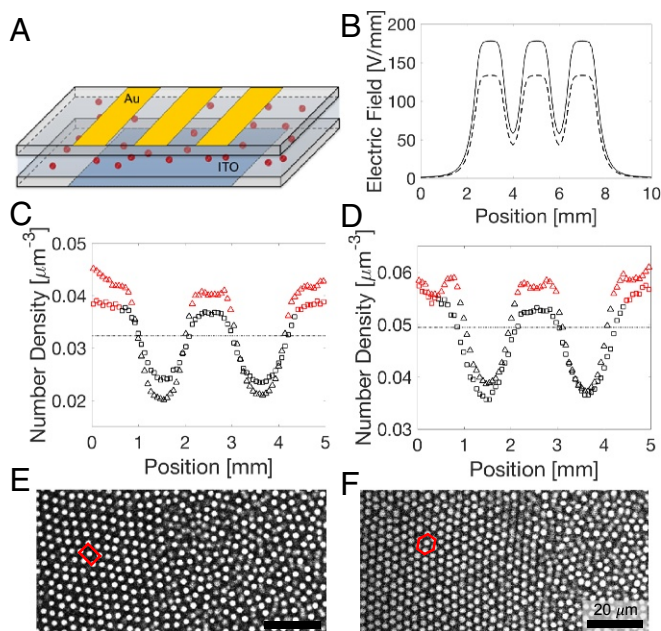 A
Au
ITO
B
Electric Field [V/mm]
200
150
100
50
0
0 2 4 6 8 10
Position [mm]
C
Number Density [μm⁻³]
0.05
0.04
0.03
0.02
0 1 2 3 4 5
Position [mm]
D
Number Density [μm⁻³]
0.06
0.05
0.04
0.03
0 1 2 3 4 5
Position [mm]
E
F
20 μm